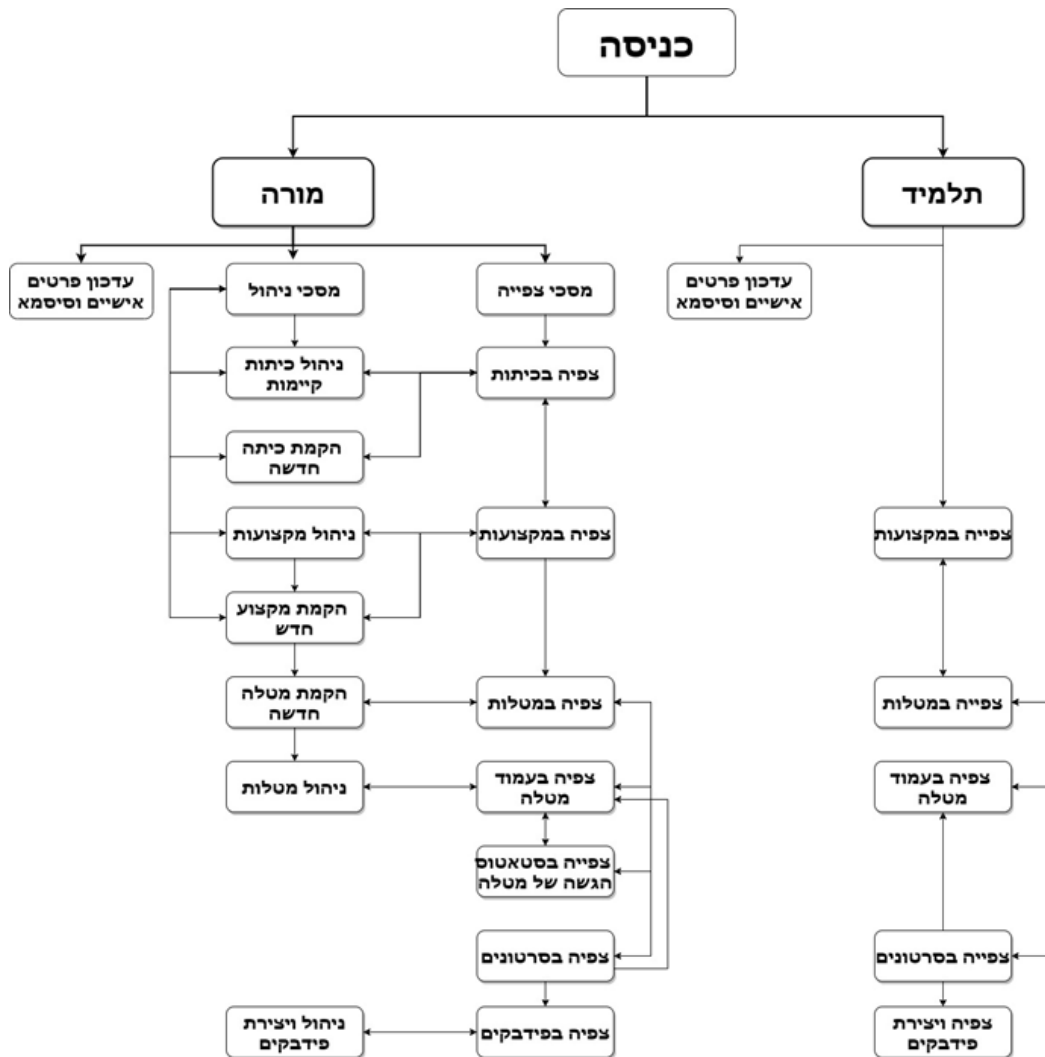 כניסה
תלמיד
מורה
עדכון פרטים
אישיים וסיסמא
מסכי צפייה
מסכי ניהול
עדכון פרטים
אישיים וסיסמא
צפיה בכיתות
ניהול כיתות
קיימות
הקמת כיתה
חדשה
צפייה במקצועות
צפיה במקצועות
ניהול מקצועות
הקמת מקצוע
חדש
צפייה במטלות
צפיה במטלות
הקמת מטלה
חדשה
צפיה בעמוד
מטלה
צפיה בעמוד
מטלה
ניהול מטלות
צפייה בסטאטוס
הגשה של מטלה
צפייה בסרטונים
צפיה בסרטונים
צפיה ויצירת
פידבקים
צפיה בפידבקים
ניהול ויצירת
פידבקים